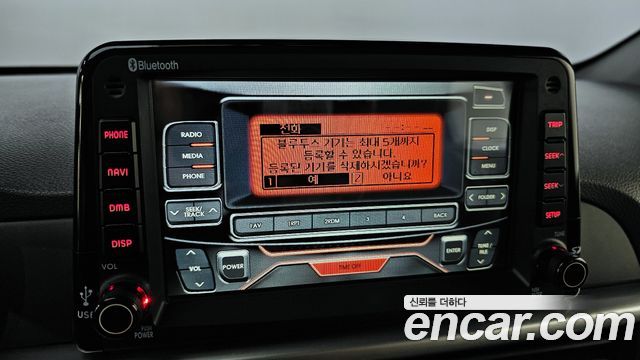 Bluetooth
PHONE
NAVI
DMB
DISP
VOL
USB
PUSH
POWER
RADIO
MEDIA
PHONE
SEEK/
TRACK
VOL
POWER
전화
블루투스 기기는 최대 5개까지
등록할 수 있습니다.
등록된 기기를 삭제하시겠습니까?
1 예 2 아니요
FAV
1RPT
2RDM
3
4
BACK
TIME OFF
DISP
CLOCK
MENU
FOLDER
ENTER
TUNE
/FILE
TRIP
SEEK
SEEK
SETUP
TUNE
신뢰를 더하다
encar.com